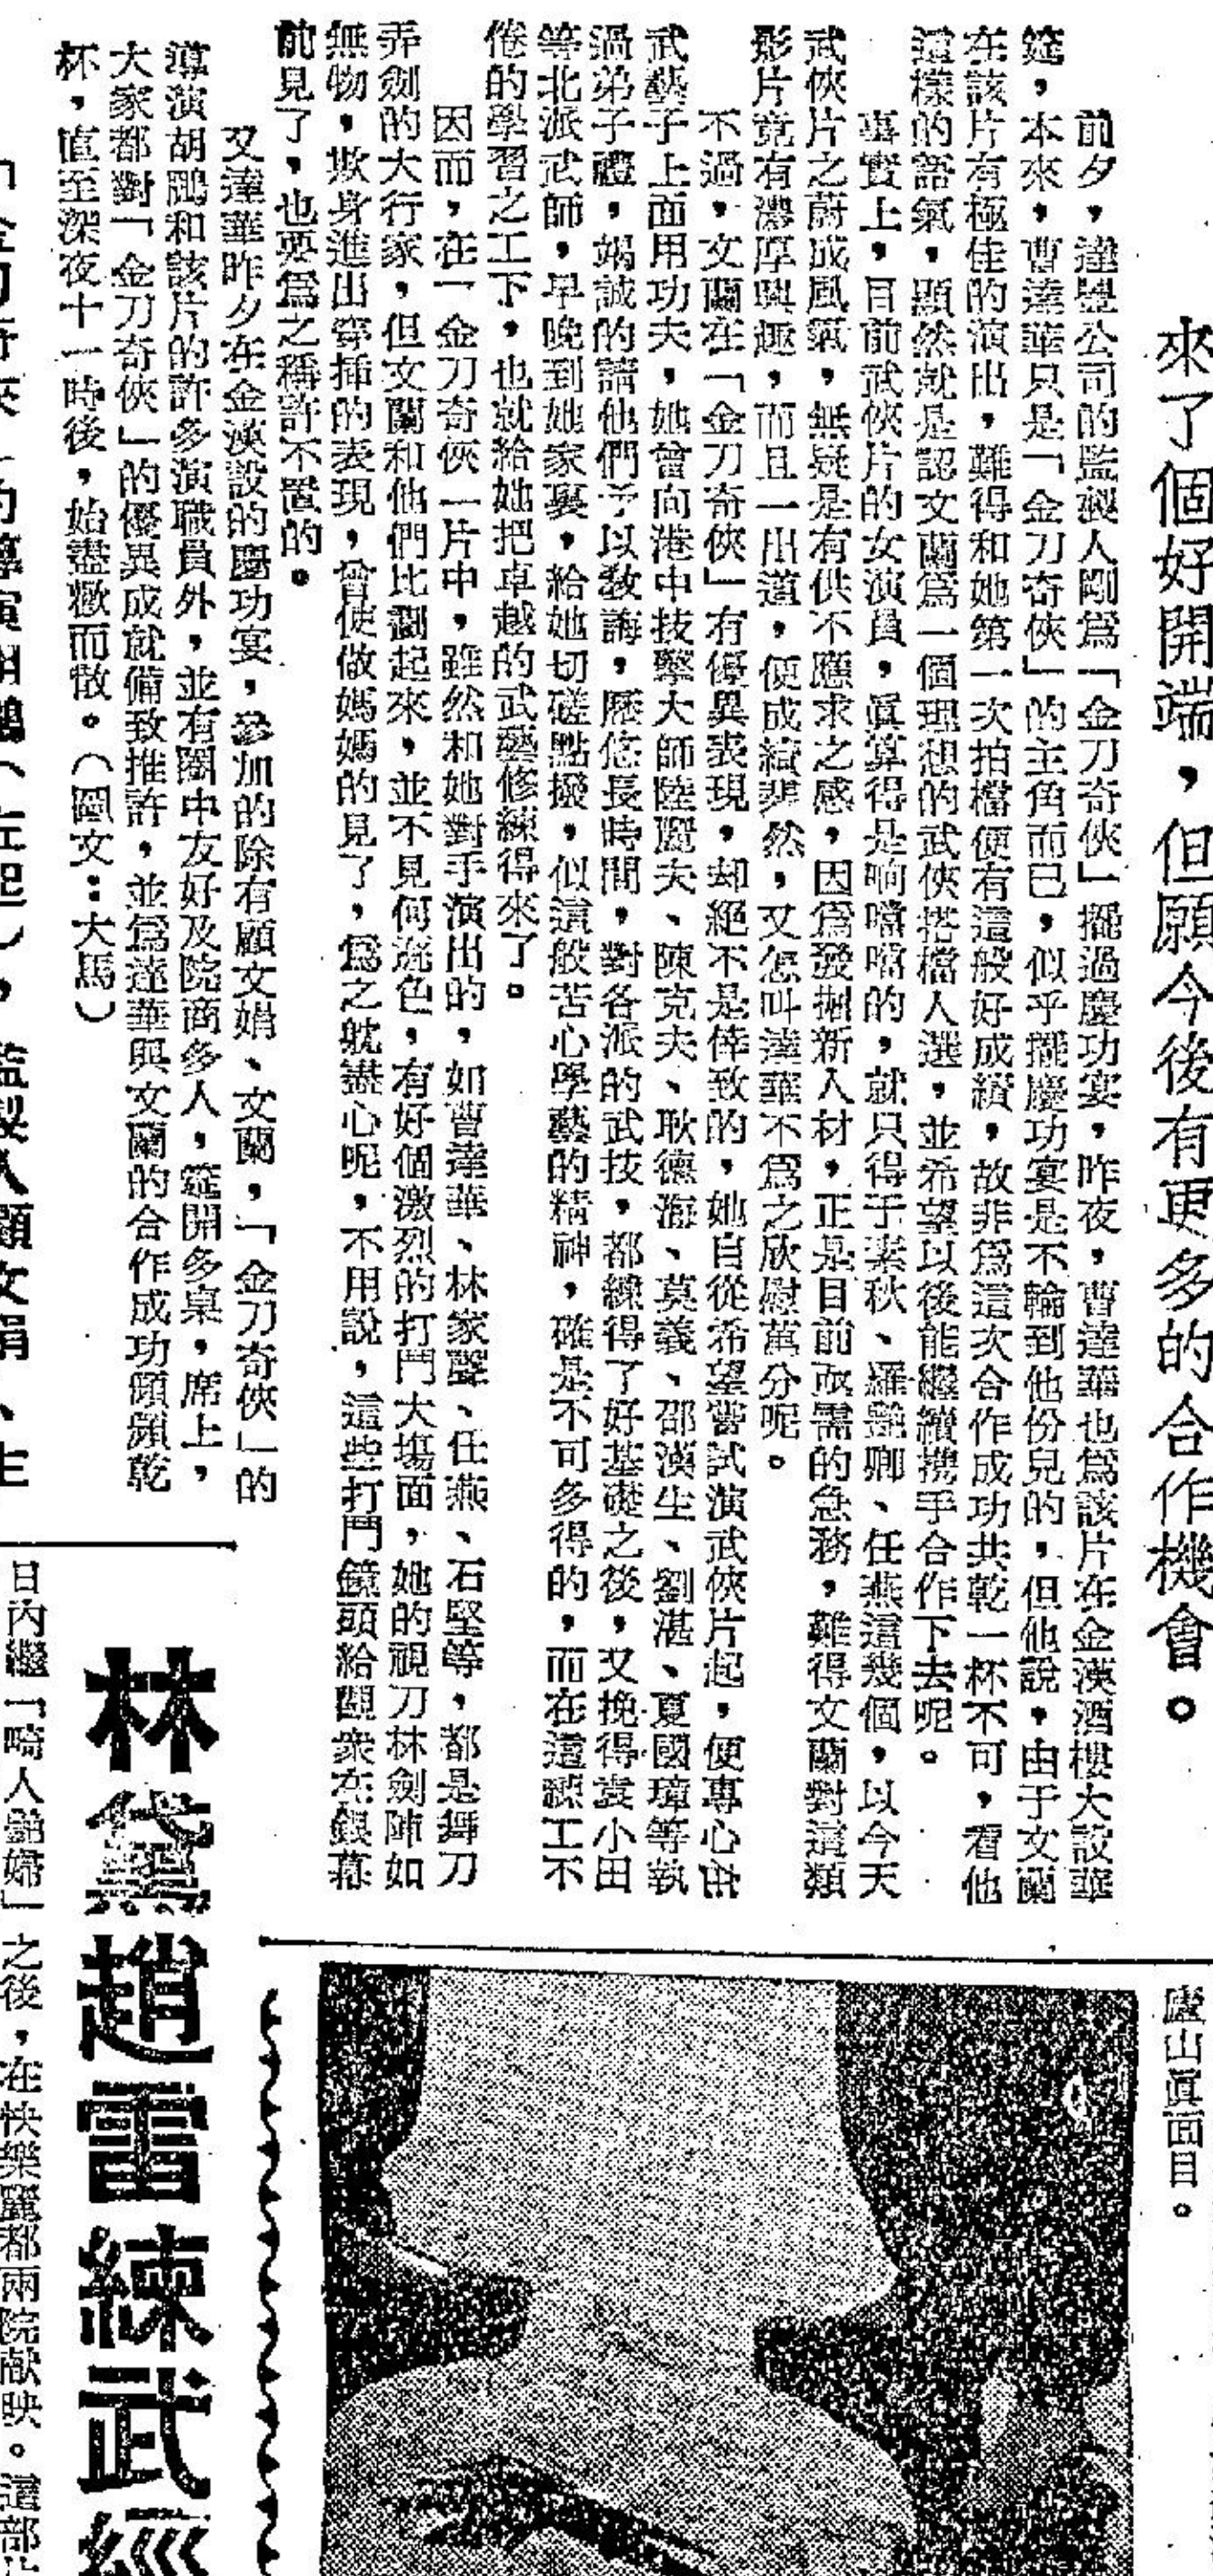 來了個好開端，但願今後有更多的合作機會。
前夕，達豐公司的監製人剛爲「金刀奇俠」擺過慶功宴，昨夜，曹達華也爲該片在金漢酒樓大設華
筵，本來，曹達華只是「金刀奇俠」的主角而已，似乎擺慶功宴是不輪到他份兒的，但他說，由于文蘭
在該片有極佳的演出，難得和她第一次拍檔便有這般好成績，故非爲這次合作成功共乾一杯不可，看他
這樣的語氣，顯然就是認文蘭爲一個理想的武俠搭檔人選，並希望以後能繼續携手合作下去呢。
事實上，目前武俠片的女演員，眞算得是响噹噹的，就只得于素秋、羅艷卿、任燕這幾個，以今天
武俠片之蔚成風氣，無疑是有供不應求之感，因爲發掘新人材，正是目前亟需的急務，難得文蘭對這類
影片竟有濃厚興趣，而且一出道，便成績斐然，又怎叫達華不爲之欣慰萬分呢。
不過，文蘭在「金刀奇俠」有優異表現，却絕不是倖致的，她自從希望嘗試演武俠片起，便專心由
武藝子上面用功夫，她曾向港中技擊大師陸麗夫、陳克夫、耿德海、莫義、邵漢生、劉湛、夏國璋等執
過弟子禮，竭誠的請他們予以敎誨，歷悠長時間，對各派的武技，都練得了好基礎之後，又挽得袁小田
等北派武師，早晚到她家裏，給她切磋點撥，似這般苦心學藝的精神，確是不可多得的，而在這練工不
倦的學習之工下，也就給她把卓越的武藝修練得來了。
因而，在一金刀奇俠一片中，雖然和她對手演出的，如曹達華、林家聲、任燕、石堅等，都是舞刀
弄劍的大行家，但文蘭和他們比劃起來，並不見何遜色，有好個激烈的打鬥大場面，她的視刀林劍陣如
無物，欺身進出穿插的表現，曾使做媽媽的見了，爲之躭盡心呢，不用說，這些打鬥鏡頭給觀衆在銀幕
前見了，也要爲之稱許不置的。
又達華昨夕在金漢設的慶功宴，參加的除有顧文娟、文蘭，「金刀奇俠」的
導演胡鵬和該片的許多演職員外，並有圈中友好及院商多人，筵開多桌，席上，
大家都對「金刀奇俠」的優異成就備致推許，並爲達華與文蘭的合作成功頻頻乾
杯，直至深夜十一時後，始盡歡而散。（圖文：大馬）
廬山眞面目。
林黛趙雷練武經
日內繼「畸人艷婦」之後，在快樂麗都兩院献映。這部